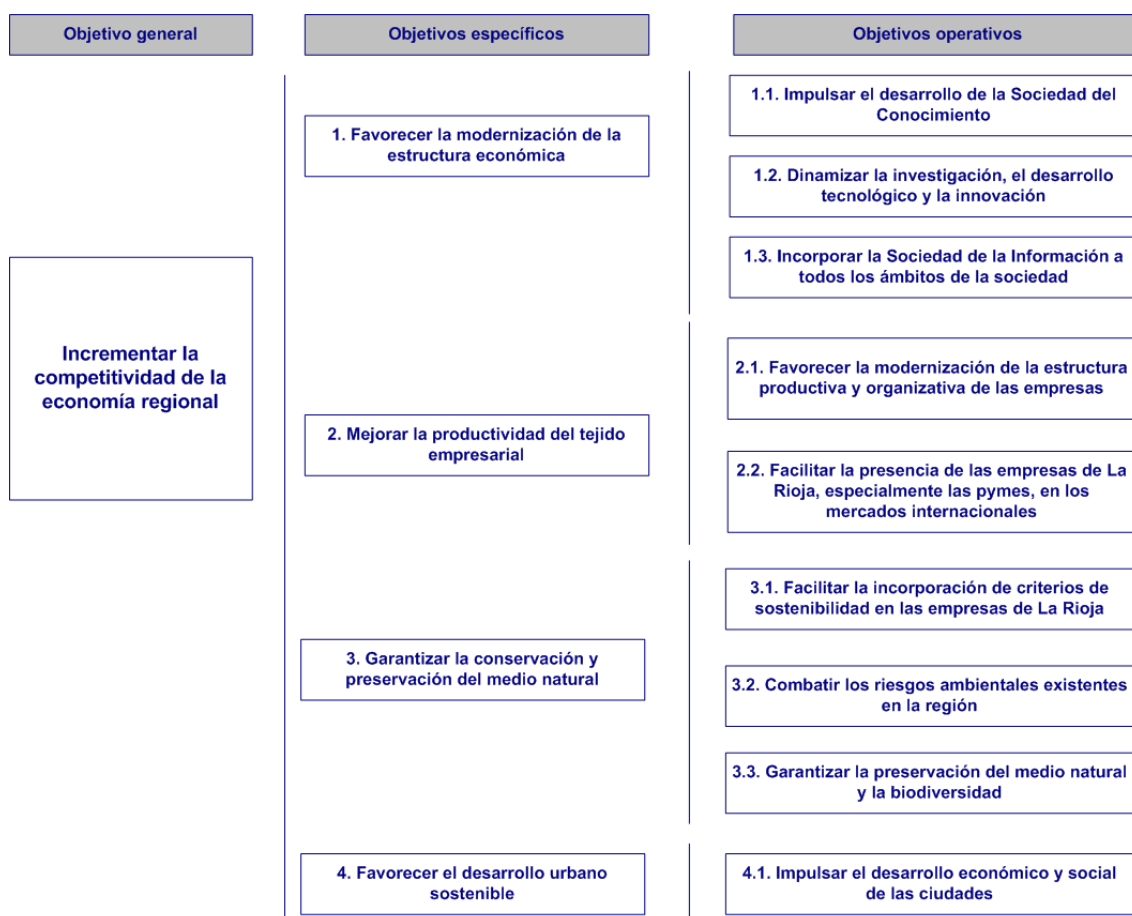 Objetivo general
Objetivos específicos
Objetivos operativos
Incrementar la
competitividad de la
economía regional
1. Favorecer la modernización de la
estructura económica
1.1. Impulsar el desarrollo de la Sociedad del
Conocimiento
1.2. Dinamizar la investigación, el desarrollo
tecnológico y la innovación
1.3. Incorporar la Sociedad de la Información a
todos los ámbitos de la sociedad
2. Mejorar la productividad del tejido
empresarial
2.1. Favorecer la modernización de la estructura
productiva y organizativa de las empresas
2.2. Facilitar la presencia de las empresas de La
Rioja, especialmente las pymes, en los
mercados internacionales
3. Garantizar la conservación y
preservación del medio natural
3.1. Facilitar la incorporación de criterios de
sostenibilidad en las empresas de La Rioja
3.2. Combatir los riesgos ambientales existentes
en la región
3.3. Garantizar la preservación del medio natural
y la biodiversidad
4. Favorecer el desarrollo urbano
sostenible
4.1. Impulsar el desarrollo económico y social
de las ciudades